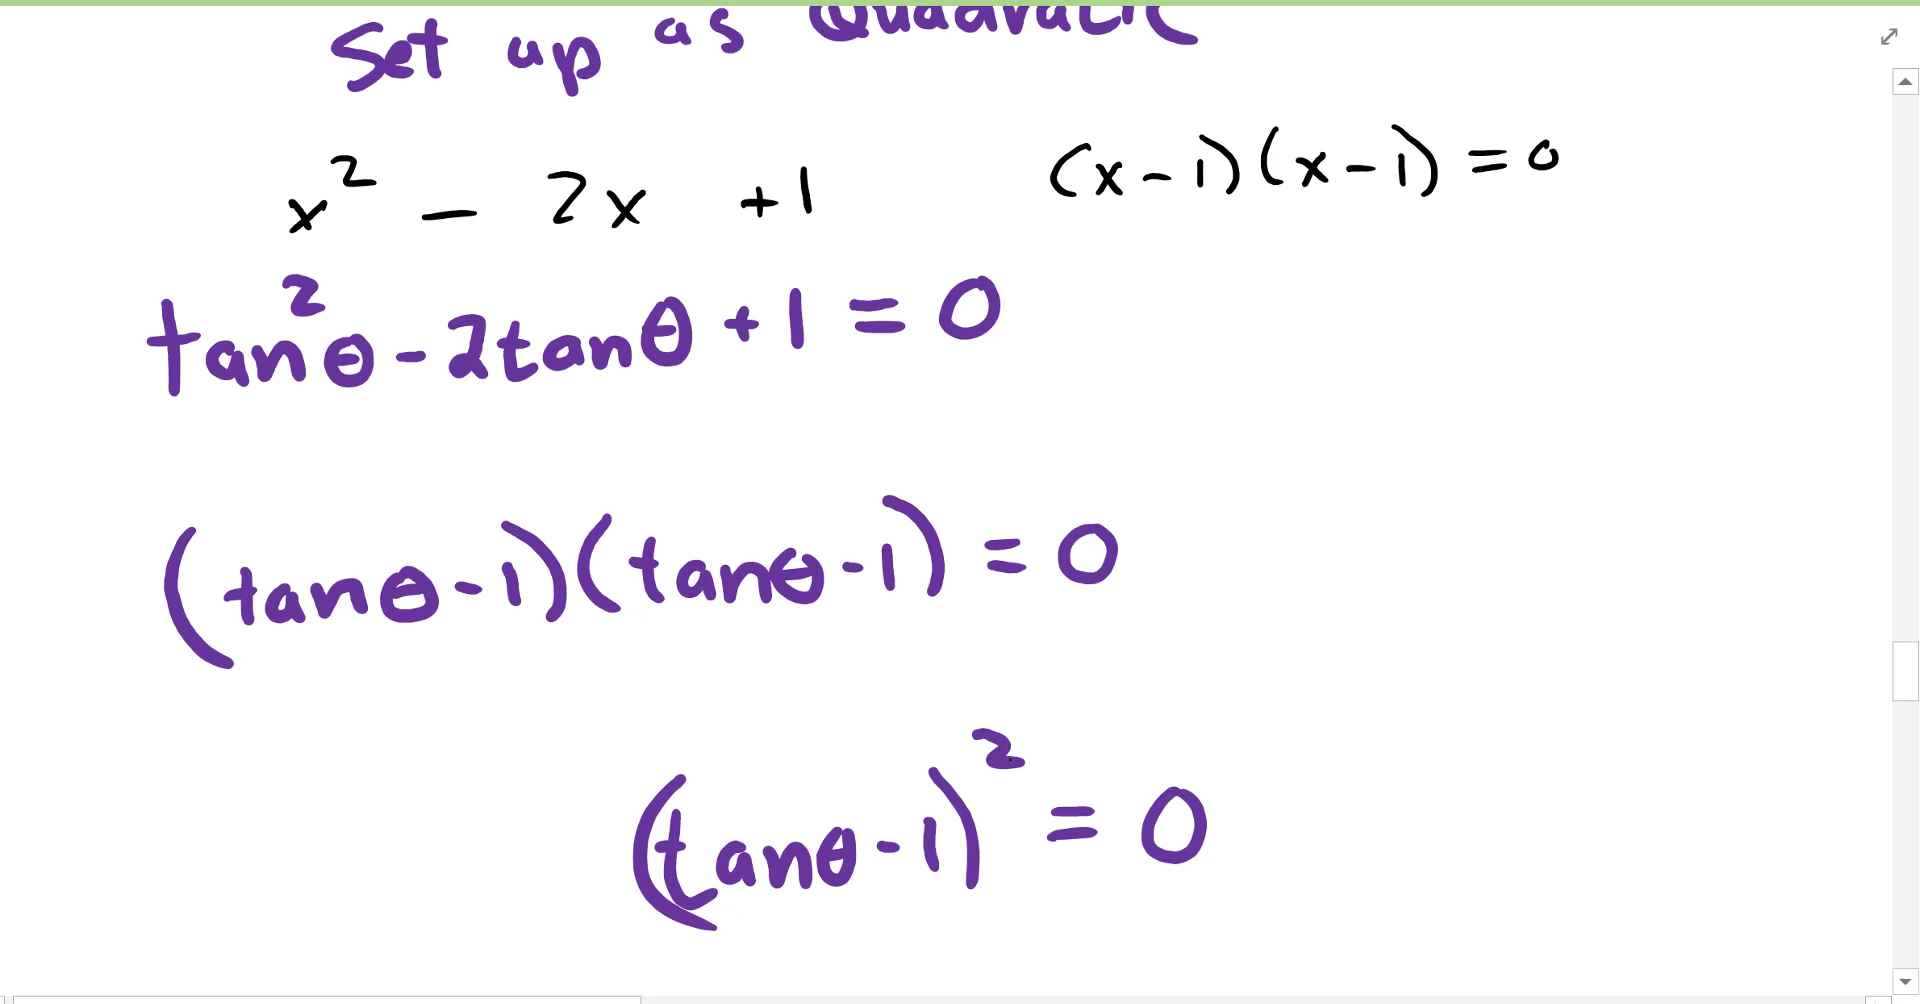 Set up as Quadratic
x² - 2x +1 (x-1)(x-1) = 0
tan²θ - 2tanθ + 1 = 0
(tanθ - 1)(tanθ - 1) = 0
(tanθ - 1)² = 0